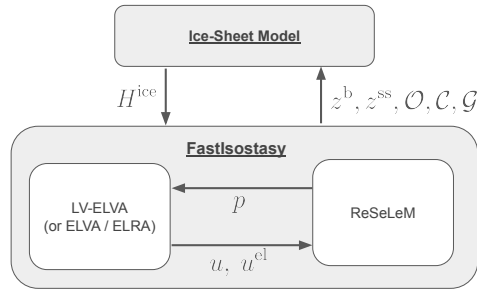 Ice-Sheet Model
H^ice
z^b, z^ss, 𝒪, 𝒞, 𝒢
FastIsostasy
LV-ELVA
(or ELVA / ELRA)
p
ReSeLeM
u, u^el